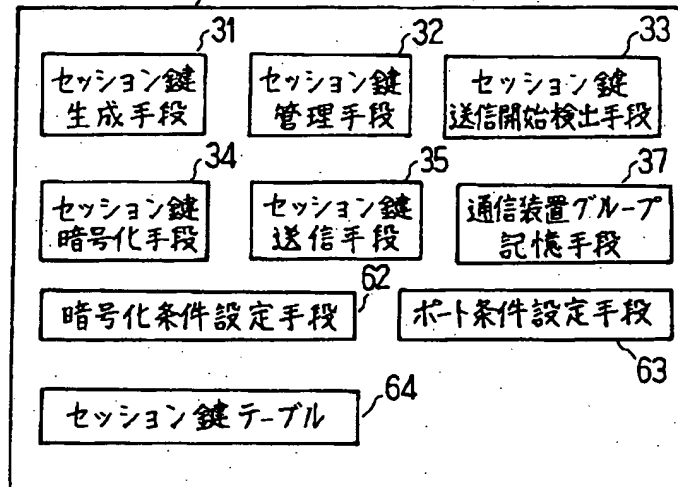 31
セッション鍵
生成手段
32
セッション鍵
管理手段
33
セッション鍵
送信開始検出手段
34
セッション鍵
暗号化手段
35
セッション鍵
送信手段
37
通信装置グループ
記憶手段
62
暗号化条件設定手段
ポート条件設定手段
63
セッション鍵テーブル
64